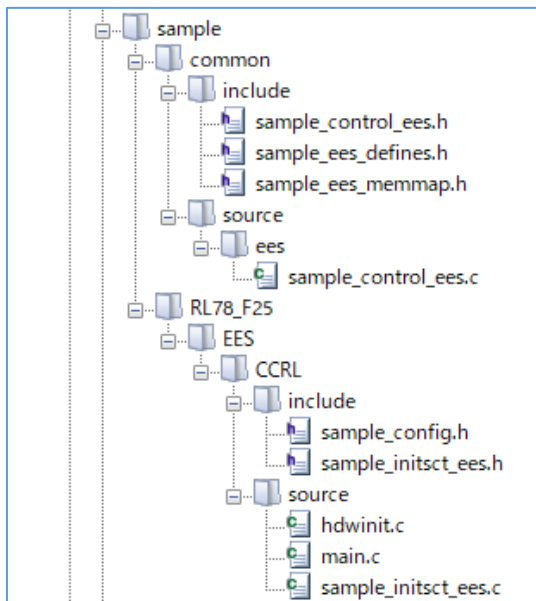 sample
common
include
sample_control_ees.h
sample_ees_defines.h
sample_ees_memmap.h
source
ees
sample_control_ees.c
RL78_F25
EES
CCRL
include
sample_config.h
sample_initsct_ees.h
source
hdwinit.c
main.c
sample_initsct_ees.c